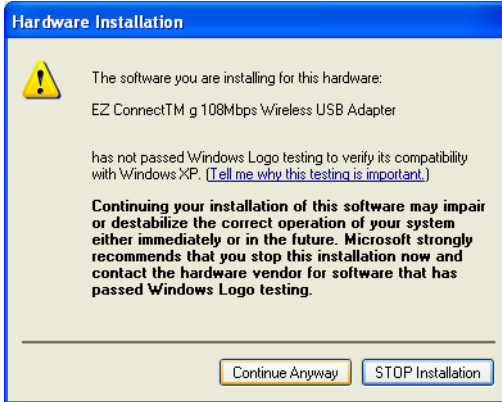 Hardware Installation
The software you are installing for this hardware:
EZ ConnectTM g 108Mbps Wireless USB Adapter
has not passed Windows Logo testing to verify its compatibility
with Windows XP. (Tell me why this testing is important.)
Continuing your installation of this software may impair
or destabilize the correct operation of your system
either immediately or in the future. Microsoft strongly
recommends that you stop this installation now and
contact the hardware vendor for software that has
passed Windows Logo testing.
Continue Anyway STOP Installation